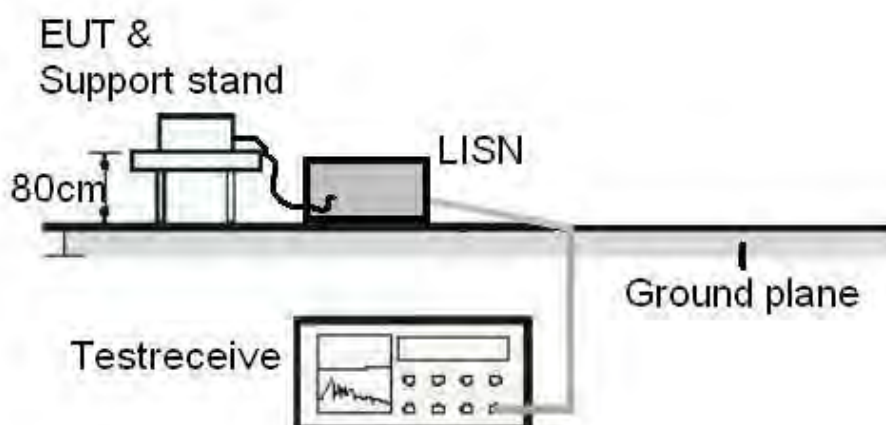 EUT &
Support stand
LISN
80cm
Ground plane
Testreceive